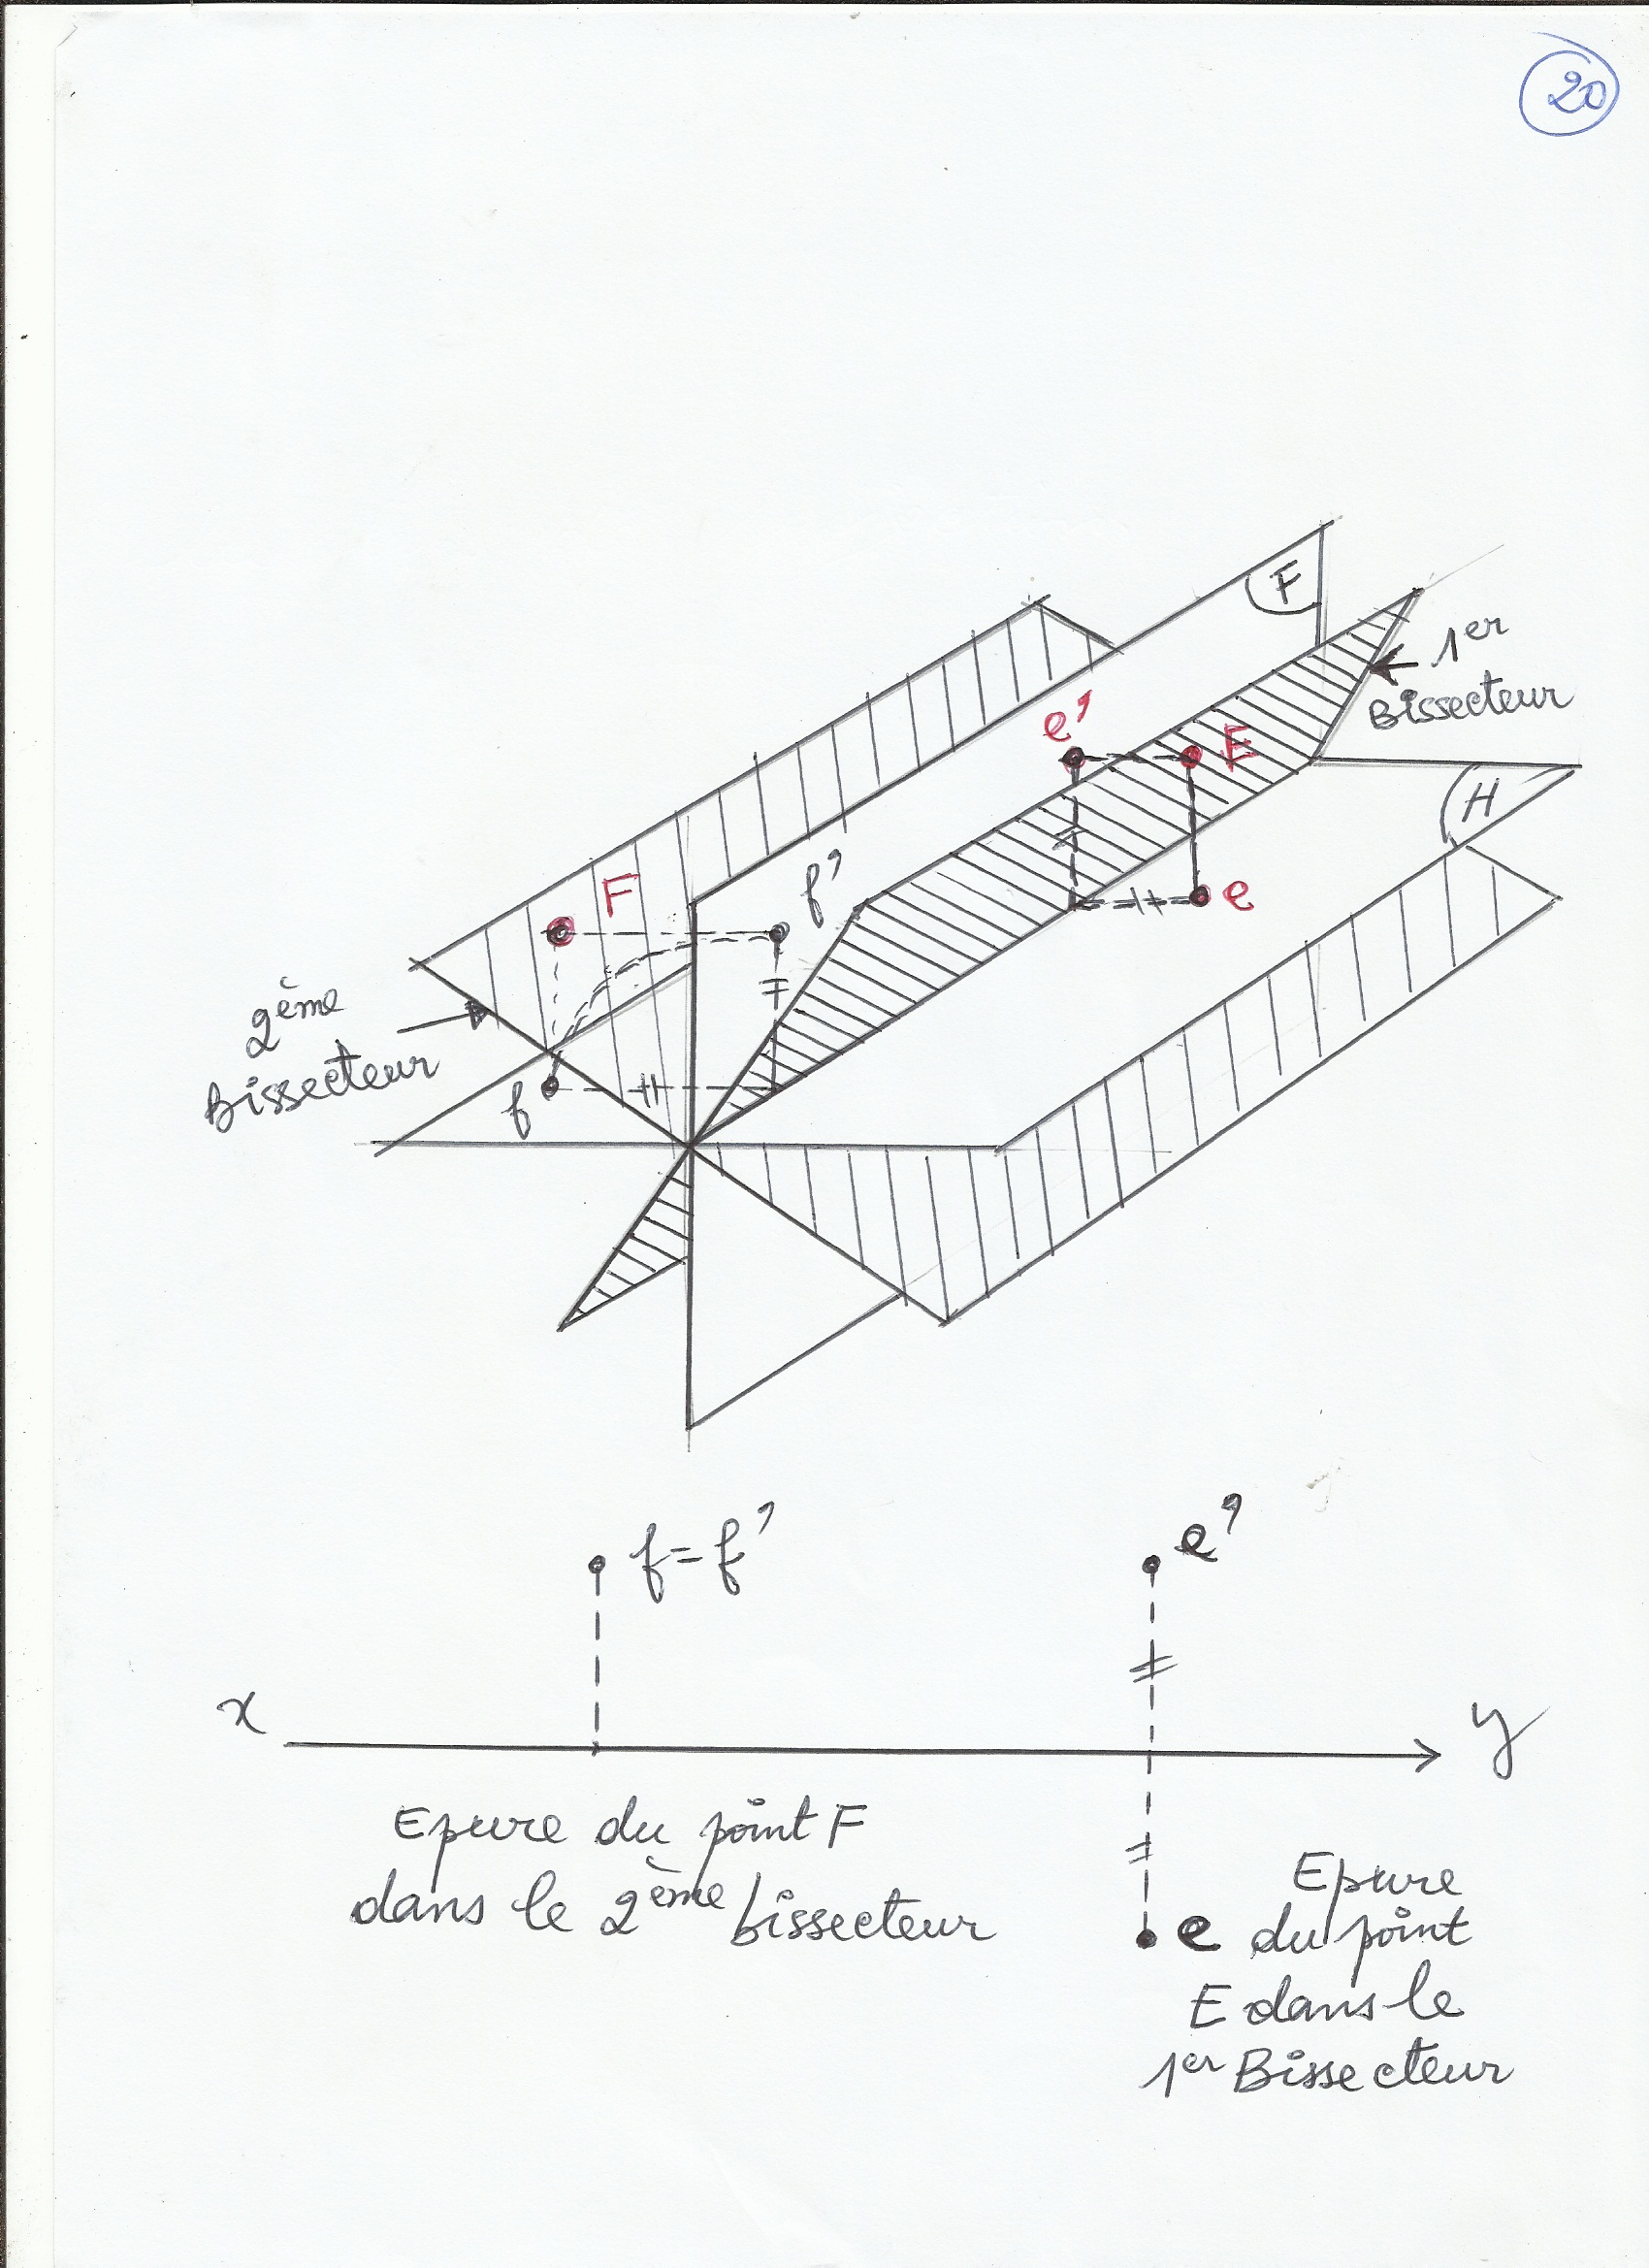 20
F
1er
Bissecteur
e'
E
H
F
f'
e
2ème
Bissecteur
f
f=f'
e'
x
y
Epure du point F
dans le 2ème bissecteur
e
Epure
du point
E dans le
1er Bissecteur